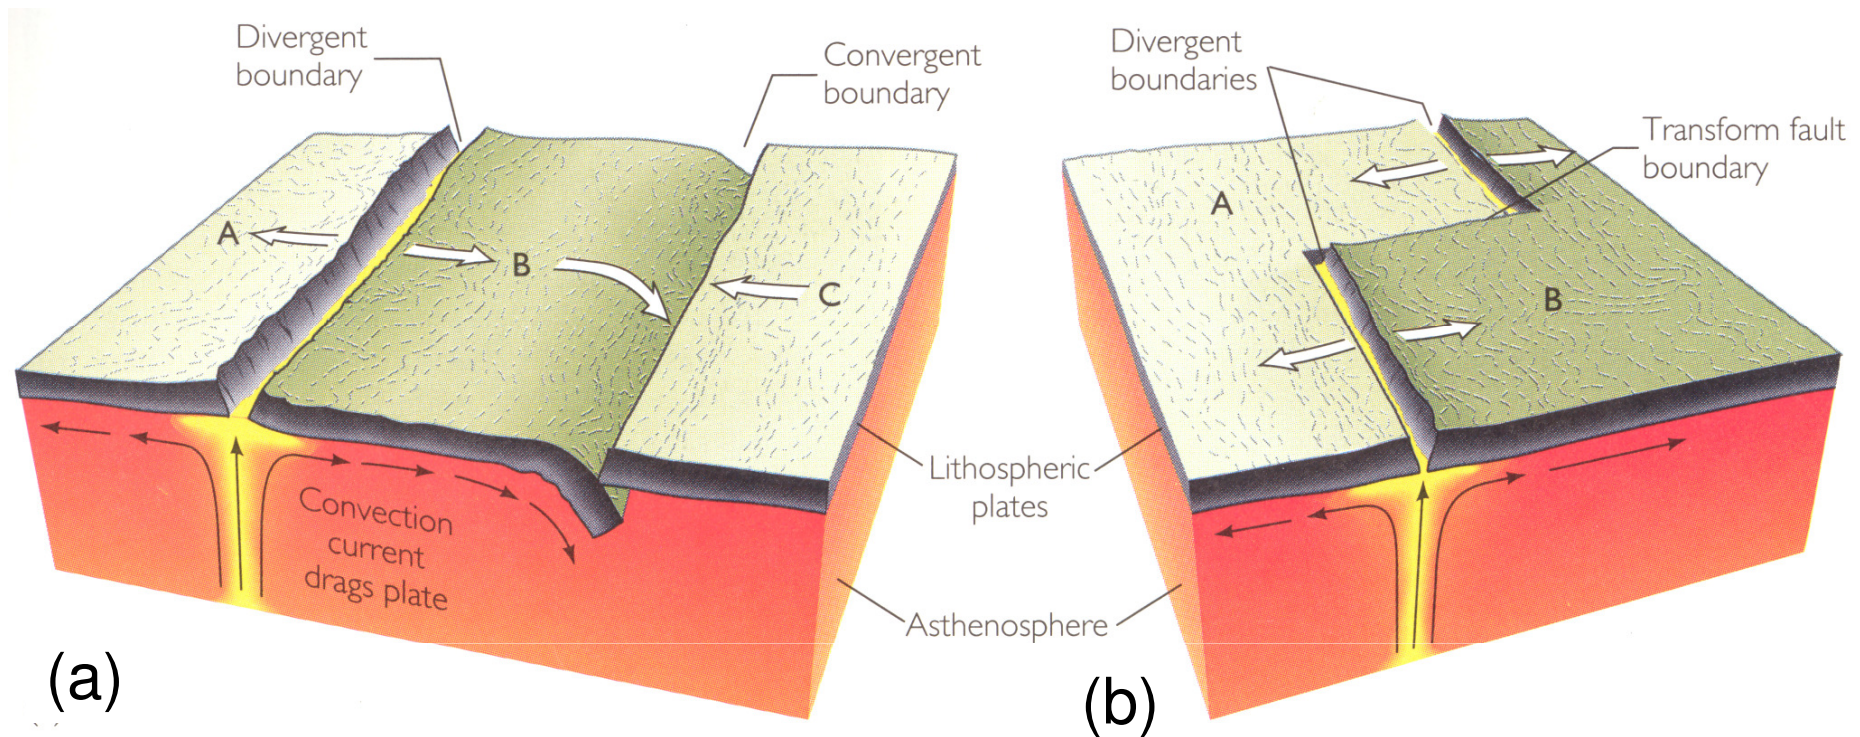 Divergent
boundary
Convergent
boundary
A
B
C
Convection
current
drags plate
(a)
Divergent
boundaries
Transform fault
boundary
A
B
Lithospheric
plates
Asthenosphere
(b)